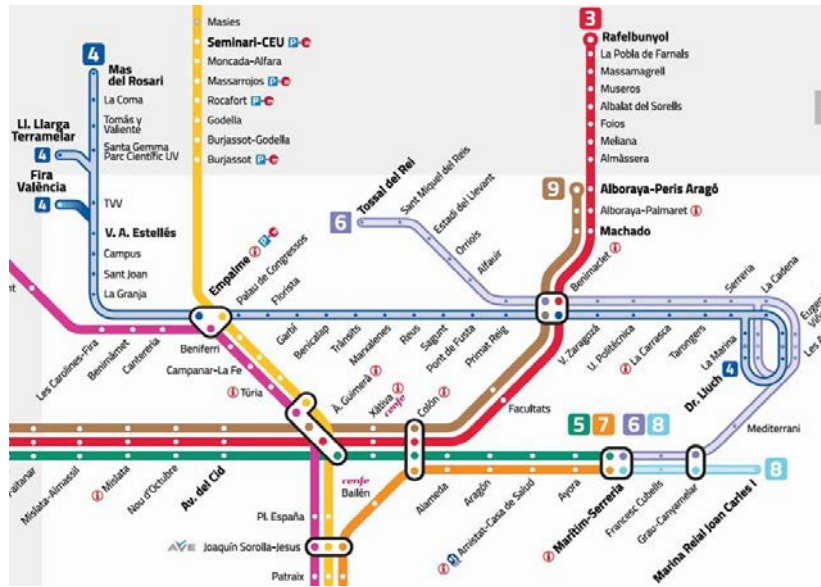 Masies
Seminari-CEU P
Moncada-Alfara
Massarrojos P
Rocafort P
Godella
Burjassot-Godella
Burjassot P
4
Mas
del Rosari
La Coma
Tomás y
Valiente
Santa Gemma
Parc Científic UV
Ll. Llarga
Terramelar
4
Fira
València
4
TVV
V. A. Estellés
Campus
Sant Joan
La Granja
3
Rafelbunyol
La Pobla de Farnals
Massamagrell
Museros
Albalat del Sorells
Foios
Meliana
Almàssera
9
Alboraya-Peris Aragó
Alboraya-Palmaret i
Machado
Benimaclet i
6
Tossal del Rei
Sant Miquel del Reis
Estadi del Llevant
Orriols
Alfauir
Empalme i P
Palau de Congressos
Florista
Garbí
Benicalap
Trànsits
Marxalenes
Reus
Sagunt
Pont de Fusta
Primat Reig
V. Zaragozà
U. Politècnica
i La Carrasca
Tarongers
Serreria
La Cadena
Eugeni
Les A
La Marina
Dr. Lluch
4
Mediterrani
Les Carolines-Fira
Benimàmet
Cantereria
Beniferri
Campanar-La Fe
i Túria
À. Guimerà i
Xàtiva i
renfe
Colón i
Facultats
Mislata-Almassil
i Mislata
Nou d'Octubre
Av. del Cid
renfe
Bailén
Pl. España
AVE Joaquín Sorolla-Jesus
Patraix
Alameda
Aragón
i Amistat-Casa de Salud
Ayora
5 7 6 8
i Marítim-Serreria
Francesc Cubells
Grau-Canyamelar
Marina Reial Joan Carles I
8